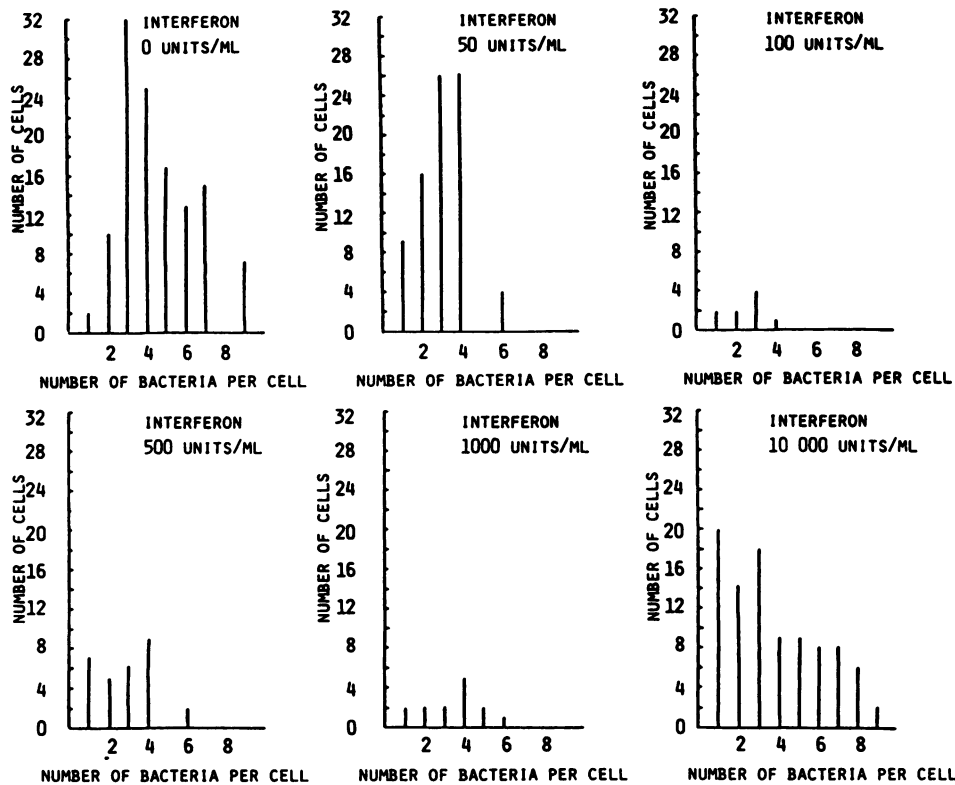 INTERFERON
0 UNITS/ML
NUMBER OF CELLS
32
28
24
20
16
12
8
4
0
2 4 6 8
NUMBER OF BACTERIA PER CELL
INTERFERON
50 UNITS/ML
NUMBER OF CELLS
32
28
24
20
16
12
8
4
0
2 4 6 8
NUMBER OF BACTERIA PER CELL
INTERFERON
100 UNITS/ML
NUMBER OF CELLS
32
28
24
20
16
12
8
4
0
2 4 6 8
NUMBER OF BACTERIA PER CELL
INTERFERON
500 UNITS/ML
NUMBER OF CELLS
32
28
24
20
16
12
8
4
0
2 4 6 8
NUMBER OF BACTERIA PER CELL
INTERFERON
1000 UNITS/ML
NUMBER OF CELLS
32
28
24
20
16
12
8
4
0
2 4 6 8
NUMBER OF BACTERIA PER CELL
INTERFERON
10 000 UNITS/ML
NUMBER OF CELLS
32
28
24
20
16
12
8
4
0
2 4 6 8
NUMBER OF BACTERIA PER CELL